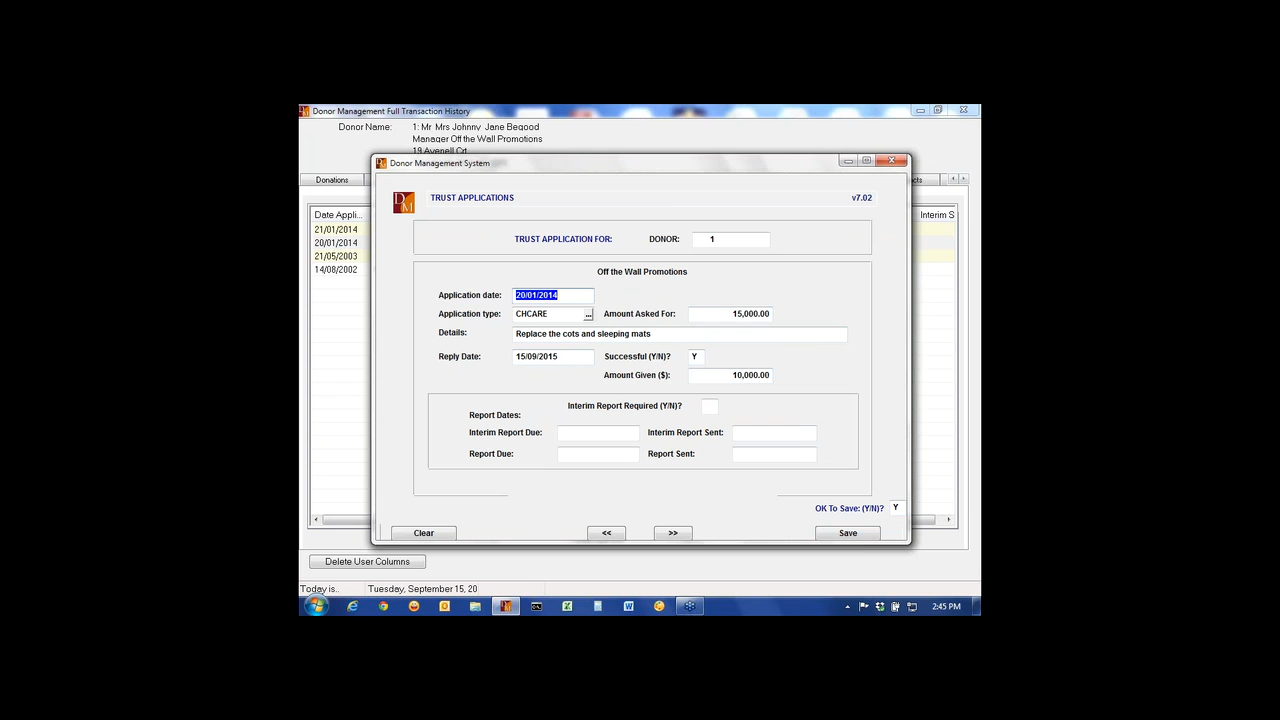 Donor Management Full Transaction History
Donor Name: 1: Mr Mrs Johnny Jane Begood
Manager Off the Wall Promotions
19 Avenell Crt
Donor Management System
Donations
TRUST APPLICATIONS v7.02
TRUST APPLICATION FOR: DONOR: 1
Date Appli... Interim S
21/01/2014
20/01/2014
21/05/2003
14/08/2002
Off the Wall Promotions
Application date: 20/01/2014
Application type: CHCARE ... Amount Asked For: 15,000.00
Details: Replace the cots and sleeping mats
Reply Date: 15/09/2015 Successful (Y/N)? Y
Amount Given ($): 10,000.00
Interim Report Required (Y/N)?
Report Dates:
Interim Report Due: Interim Report Sent:
Report Due: Report Sent:
OK To Save: (Y/N)? Y
Clear << >> Save
Delete User Columns
Today is.. Tuesday, September 15, 20
2:45 PM